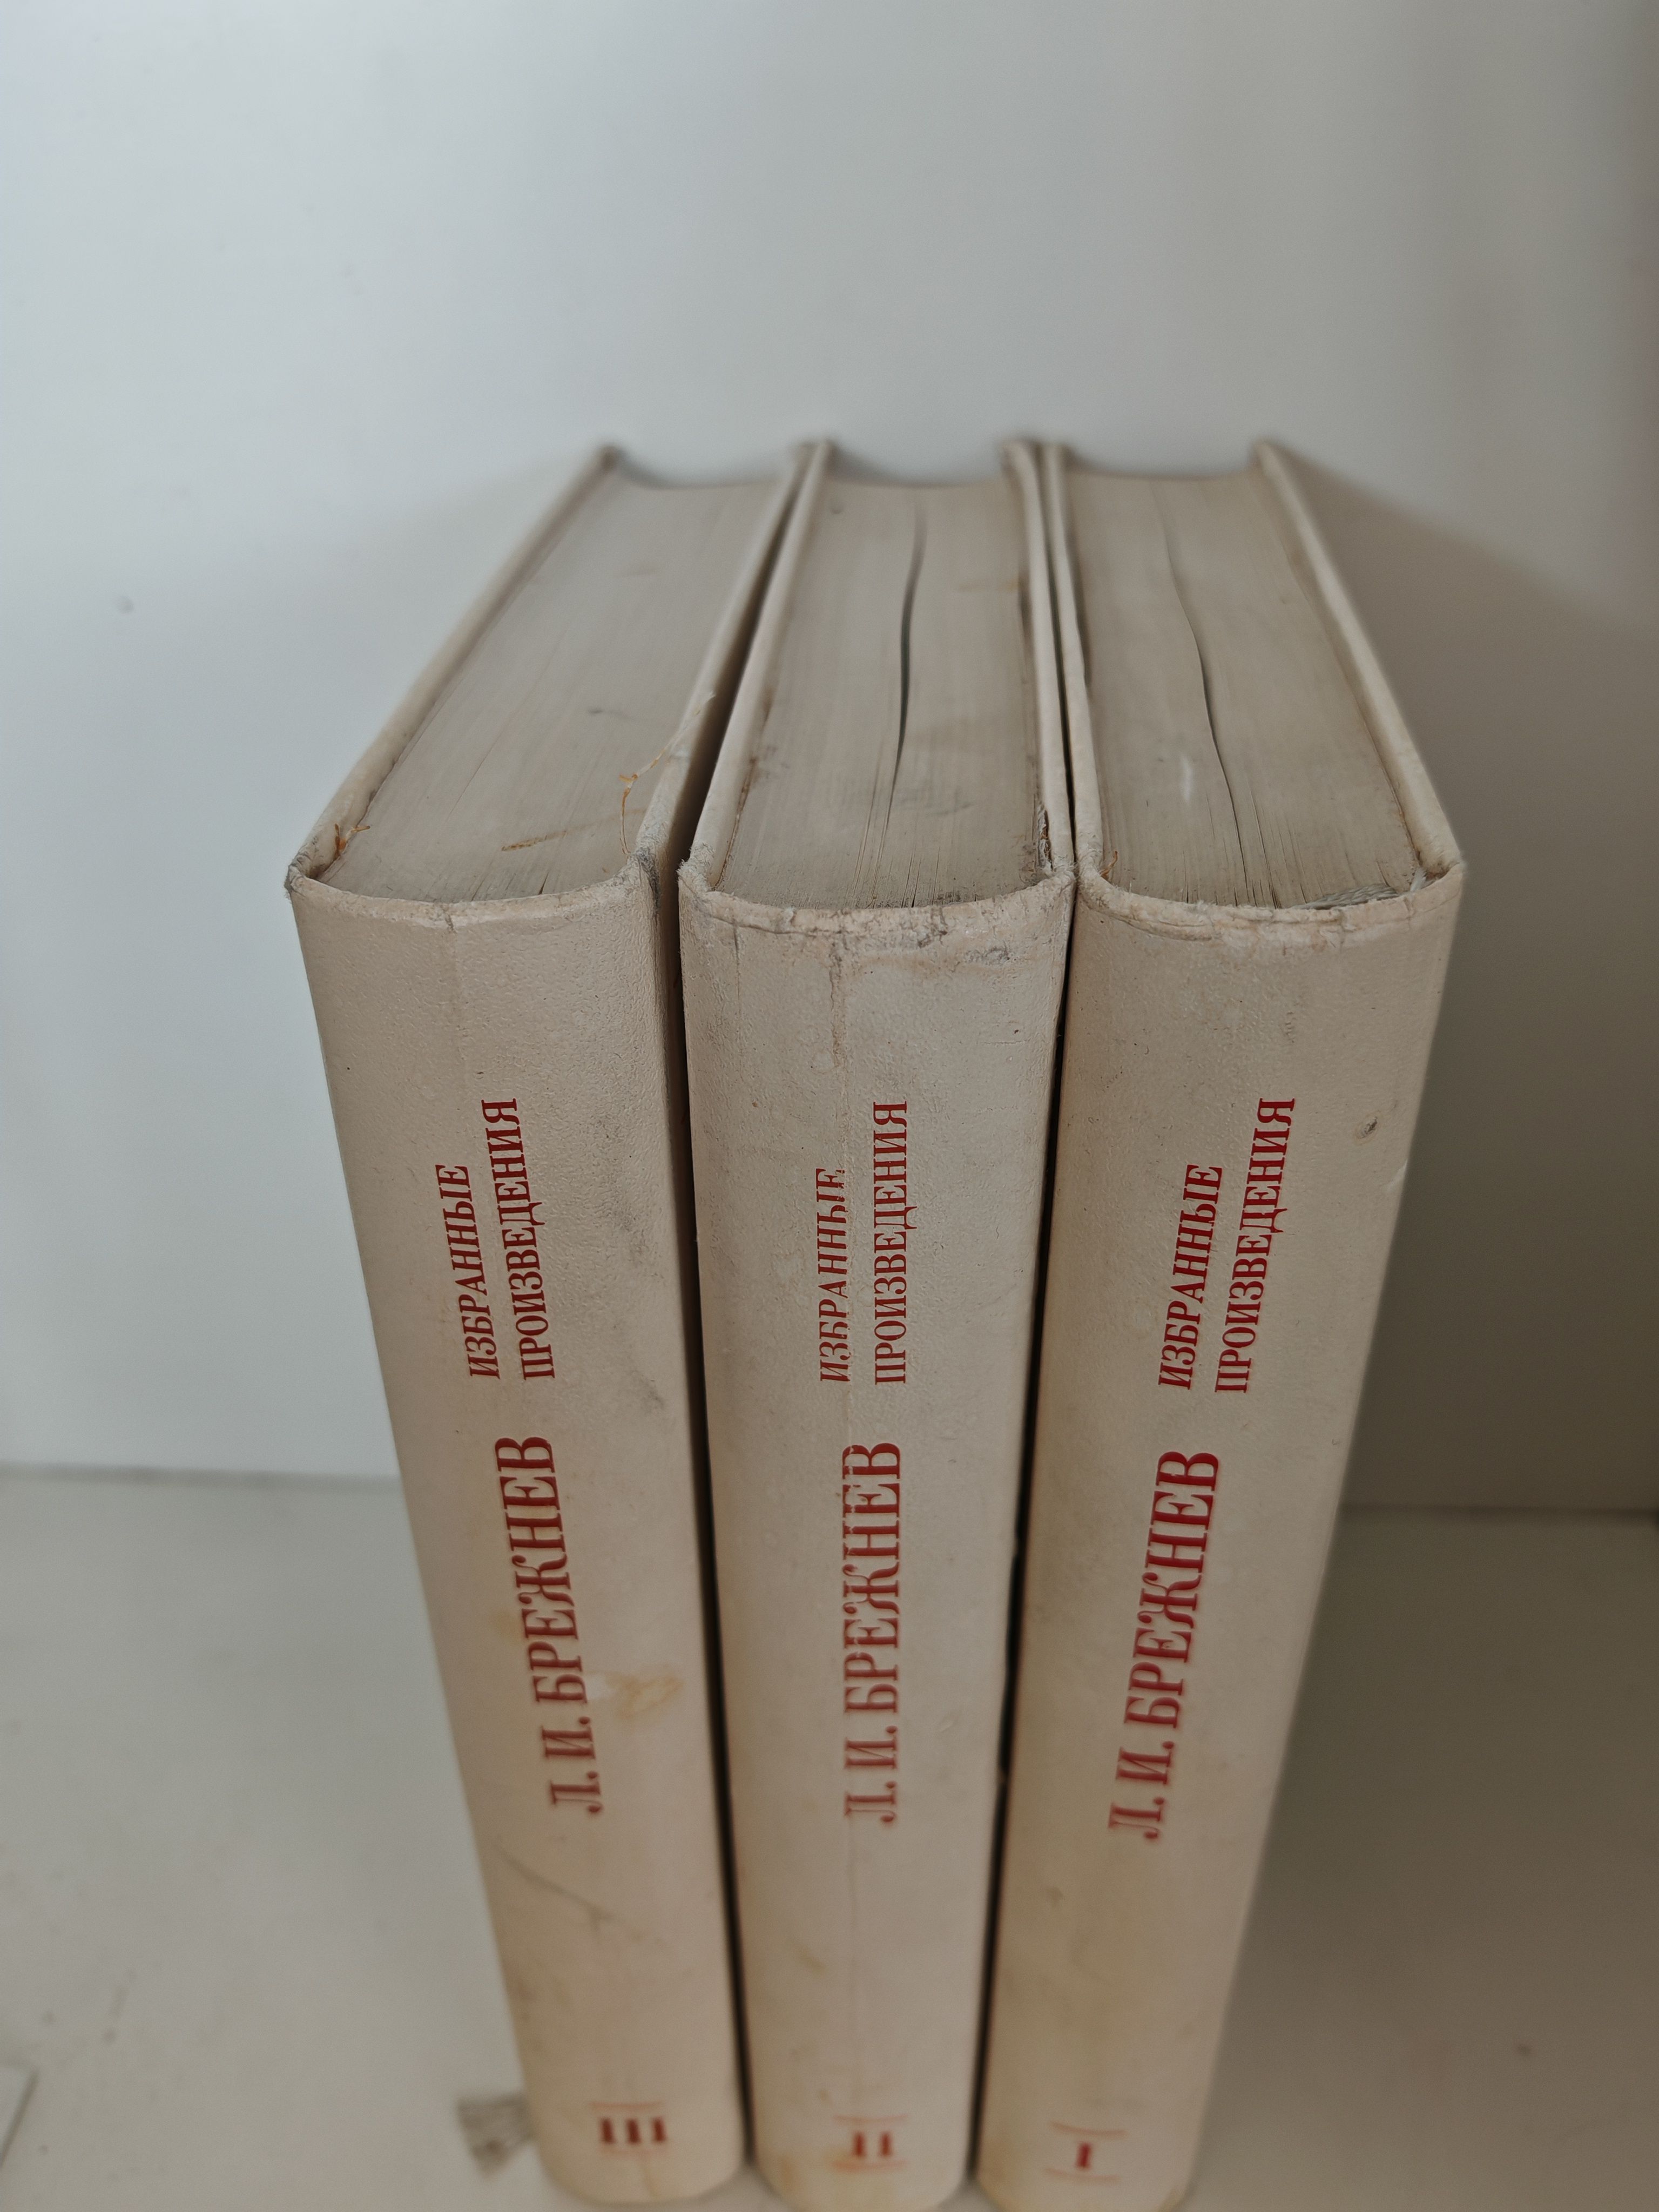 ИЗБРАННЫЕ
ПРОИЗВЕДЕНИЯ
Л. И. БРЕЖНЕВ
III
ИЗБРАННЫЕ
ПРОИЗВЕДЕНИЯ
Л. И. БРЕЖНЕВ
II
ИЗБРАННЫЕ
ПРОИЗВЕДЕНИЯ
Л. И. БРЕЖНЕВ
I